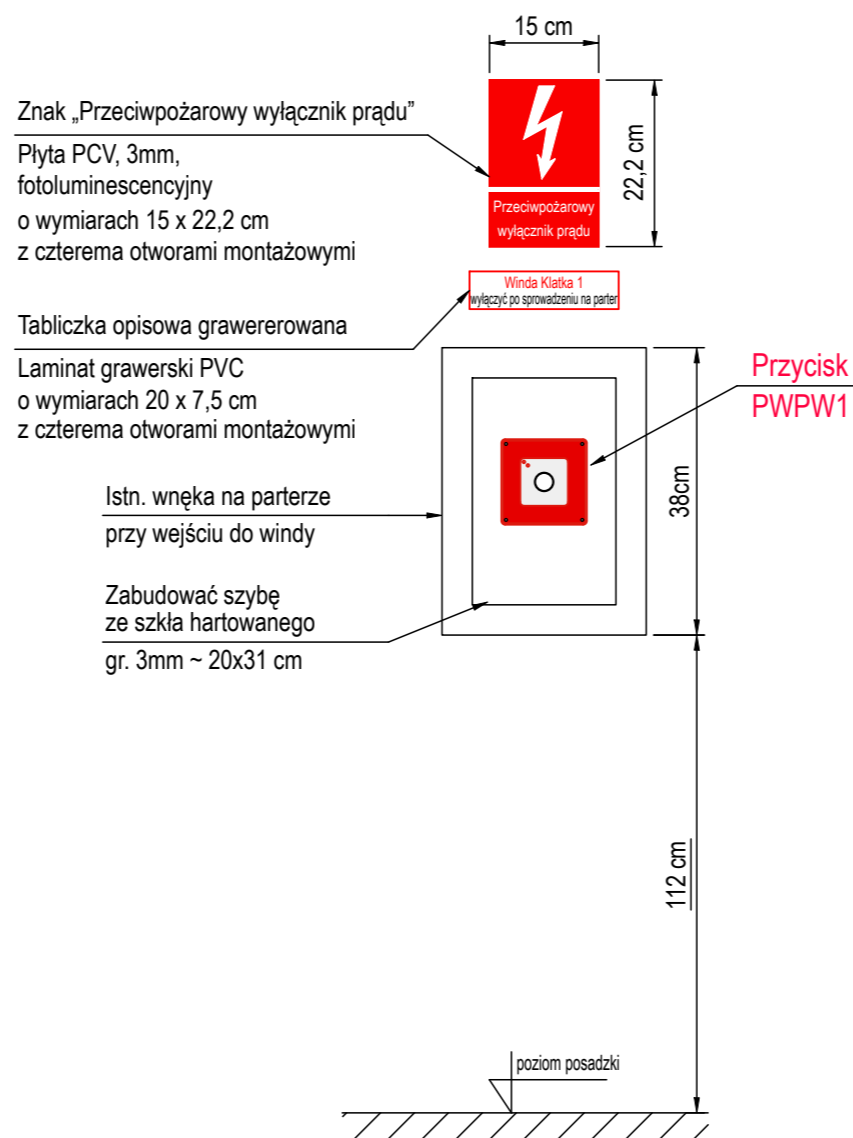 15 cm
Znak „Przeciwpożarowy wyłącznik prądu”
Płyta PCV, 3mm,
fotoluminescencyjny
o wymiarach 15 x 22,2 cm
z czterema otworami montażowymi
22,2 cm
Przeciwpożarowy
wyłącznik prądu
Winda Klatka 1
wyłączyć po sprowadzeniu na parter
Tabliczka opisowa grawererowana
Laminat grawerski PVC
o wymiarach 20 x 7,5 cm
z czterema otworami montażowymi
Przycisk
PWPW1
38cm
Istn. wnęka na parterze
przy wejściu do windy
Zabudować szybę
ze szkła hartowanego
gr. 3mm ~ 20x31 cm
112 cm
poziom posadzki